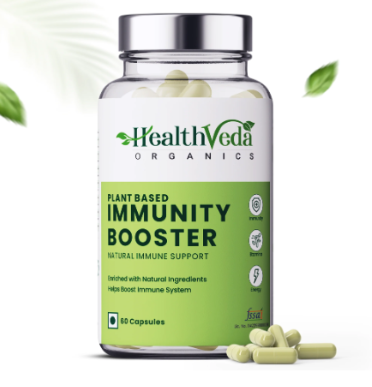 HealthVeda
ORGANICS
PLANT BASED
IMMUNITY
BOOSTER
NATURAL IMMUNE SUPPORT
Enriched with Natural Ingredients
Helps Boost Immune System
60 Capsules
fssai